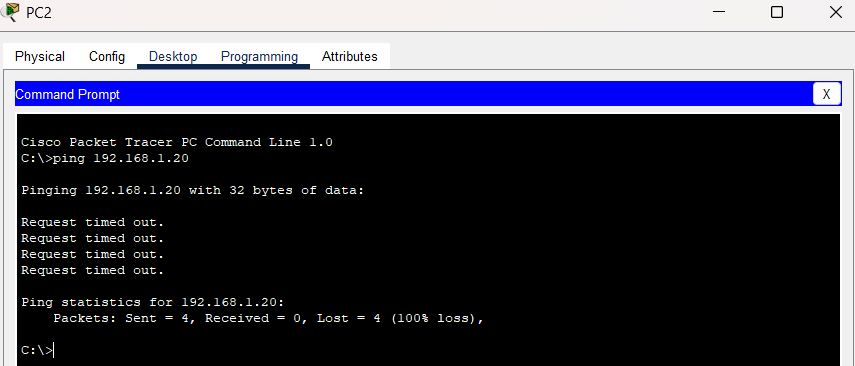 PC2
Physical Config Desktop Programming Attributes
Command Prompt X
Cisco Packet Tracer PC Command Line 1.0
C:\>ping 192.168.1.20
Pinging 192.168.1.20 with 32 bytes of data:
Request timed out.
Request timed out.
Request timed out.
Request timed out.
Ping statistics for 192.168.1.20:
    Packets: Sent = 4, Received = 0, Lost = 4 (100% loss),
C:\>